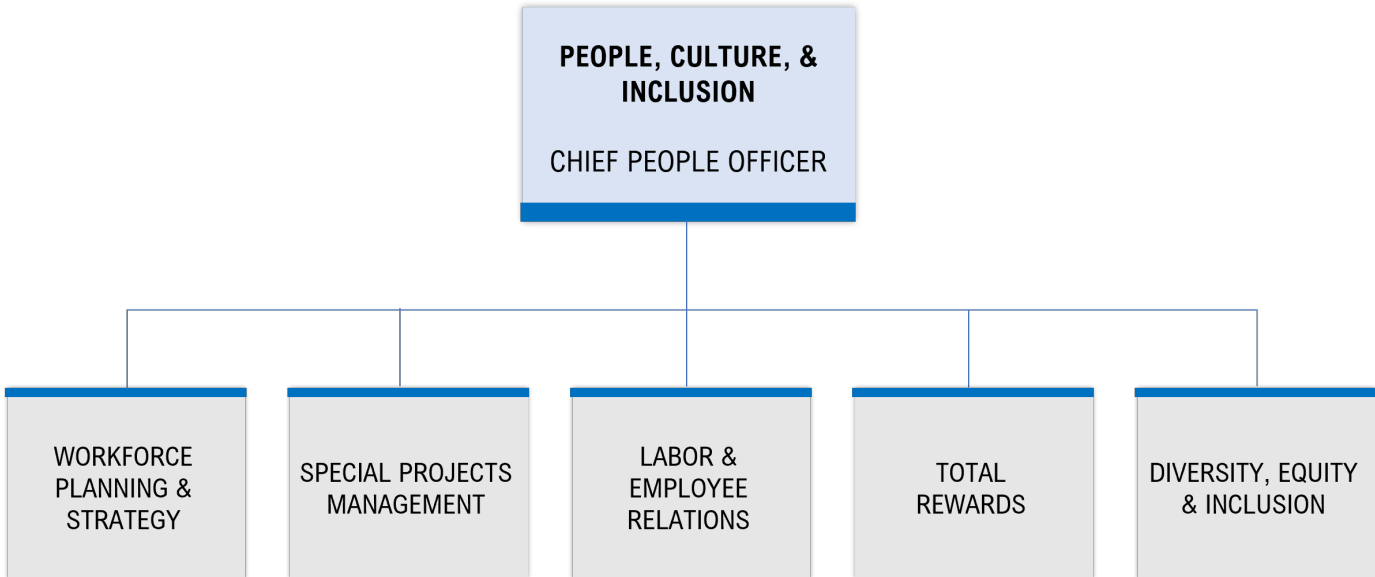 PEOPLE, CULTURE, &
INCLUSION
CHIEF PEOPLE OFFICER
WORKFORCE
PLANNING &
STRATEGY
SPECIAL PROJECTS
MANAGEMENT
LABOR &
EMPLOYEE
RELATIONS
TOTAL
REWARDS
DIVERSITY, EQUITY
& INCLUSION